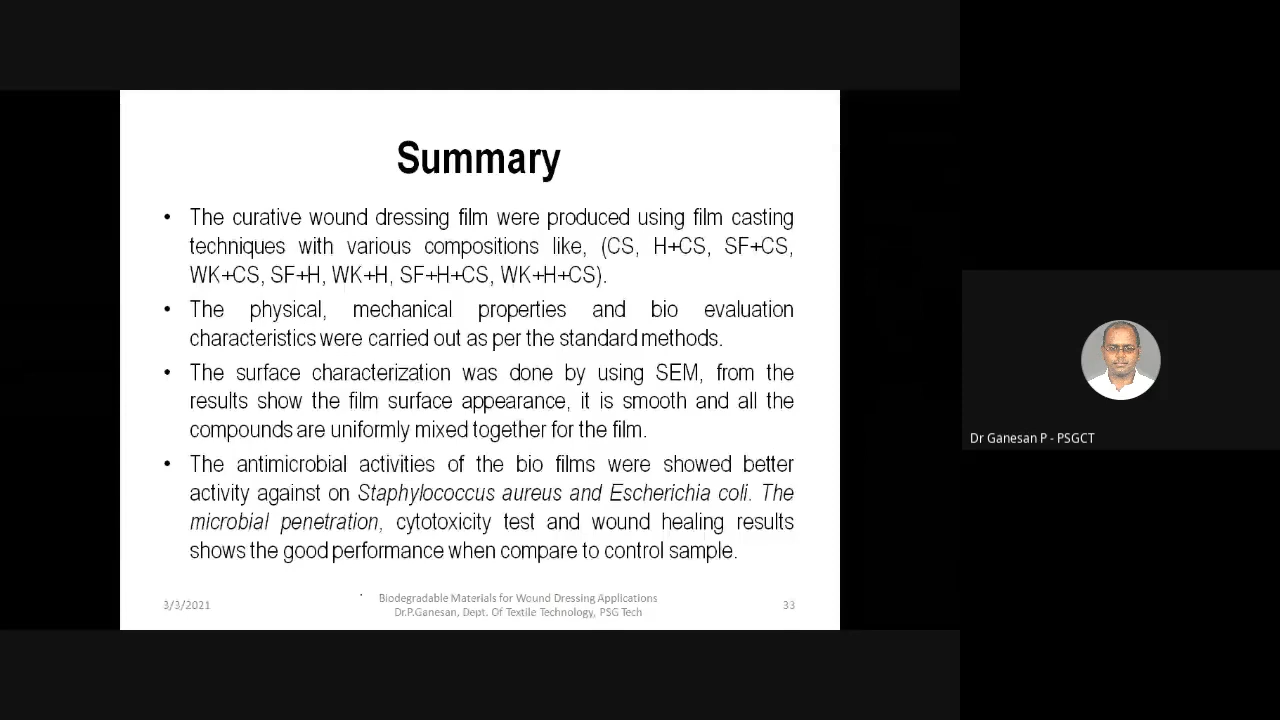 Summary
• The curative wound dressing film were produced using film casting
techniques with various compositions like, (CS, H+CS, SF+CS,
WK+CS, SF+H, WK+H, SF+H+CS, WK+H+CS).
• The physical, mechanical properties and bio evaluation
characteristics were carried out as per the standard methods.
• The surface characterization was done by using SEM, from the
results show the film surface appearance, it is smooth and all the
compounds are uniformly mixed together for the film.
• The antimicrobial activities of the bio films were showed better
activity against on Staphylococcus aureus and Escherichia coli. The
microbial penetration, cytotoxicity test and wound healing results
shows the good performance when compare to control sample.
3/3/2021
Biodegradable Materials for Wound Dressing Applications
Dr.P.Ganesan, Dept. Of Textile Technology, PSG Tech
33
Dr Ganesan P - PSGCT